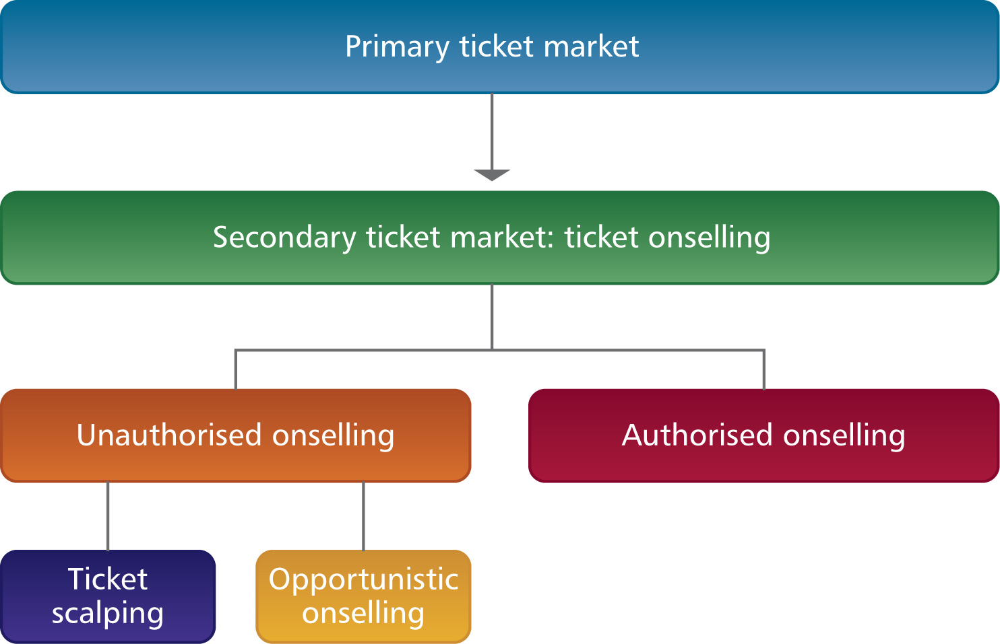 Primary ticket market
Secondary ticket market: ticket onselling
Unauthorised onselling
Authorised onselling
Ticket
scalping
Opportunistic
onselling